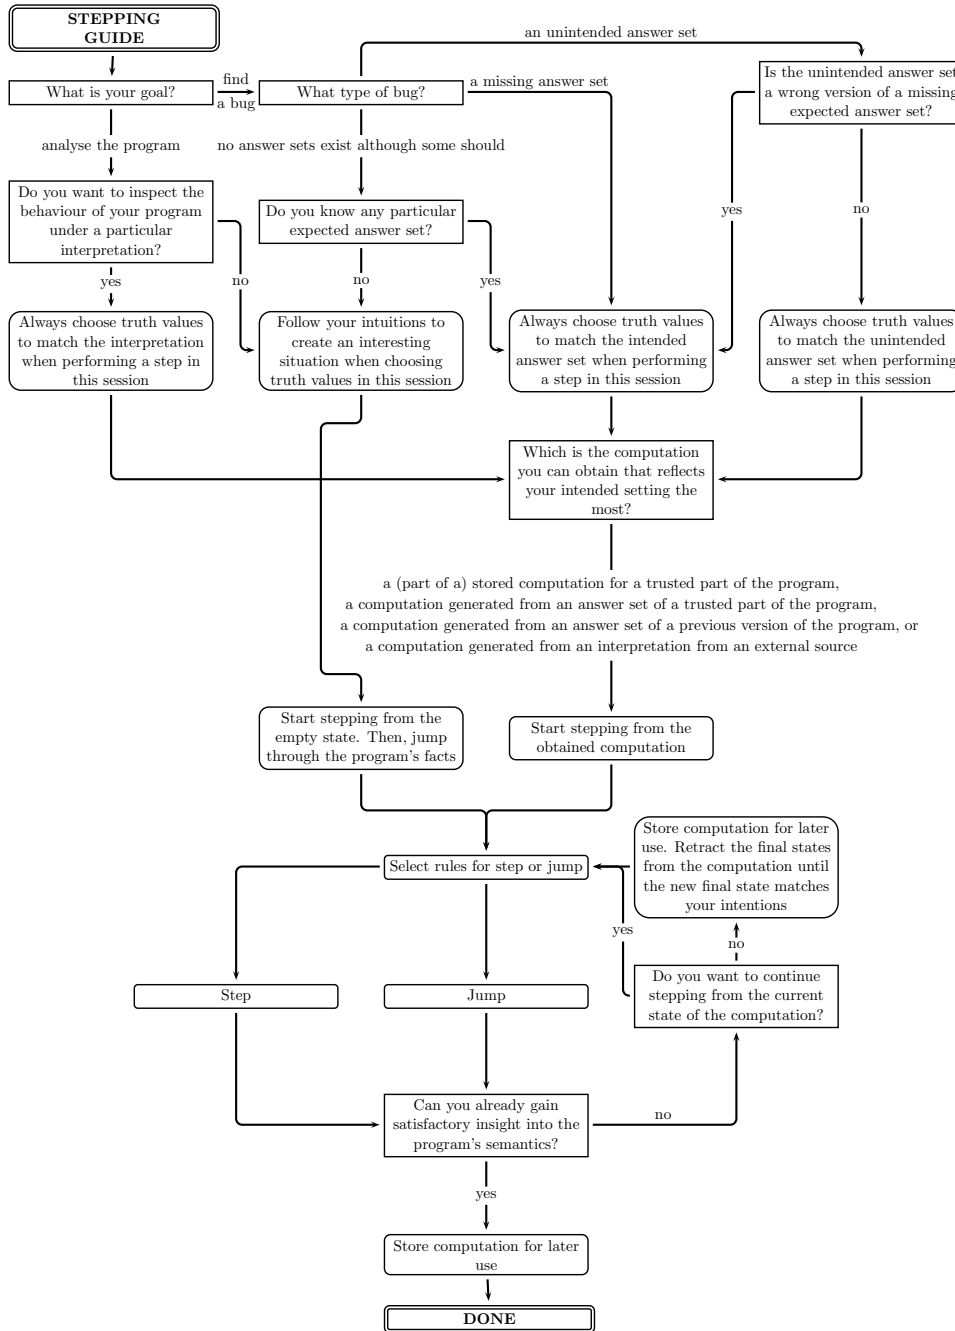 STEPPING
GUIDE
an unintended answer set
What is your goal?
find
a bug
What type of bug?
a missing answer set
Is the unintended answer set
a wrong version of a missing
expected answer set?
analyse the program
no answer sets exist although some should
Do you want to inspect the
behaviour of your program
under a particular
interpretation?
Do you know any particular
expected answer set?
yes
no
no
no
yes
yes
Always choose truth values
to match the interpretation
when performing a step in
this session
Follow your intuitions to
create an interesting
situation when choosing
truth values in this session
Always choose truth values
to match the intended
answer set when performing
a step in this session
Always choose truth values
to match the unintended
answer set when performing
a step in this session
Which is the computation
you can obtain that reflects
your intended setting the
most?
a (part of a) stored computation for a trusted part of the program,
a computation generated from an answer set of a trusted part of the program,
a computation generated from an answer set of a previous version of the program, or
a computation generated from an interpretation from an external source
Start stepping from the
empty state. Then, jump
through the program's facts
Start stepping from the
obtained computation
Select rules for step or jump
Store computation for later
use. Retract the final states
from the computation until
the new final state matches
your intentions
yes
no
Step
Jump
Do you want to continue
stepping from the current
state of the computation?
Can you already gain
satisfactory insight into the
program's semantics?
no
yes
Store computation for later
use
DONE